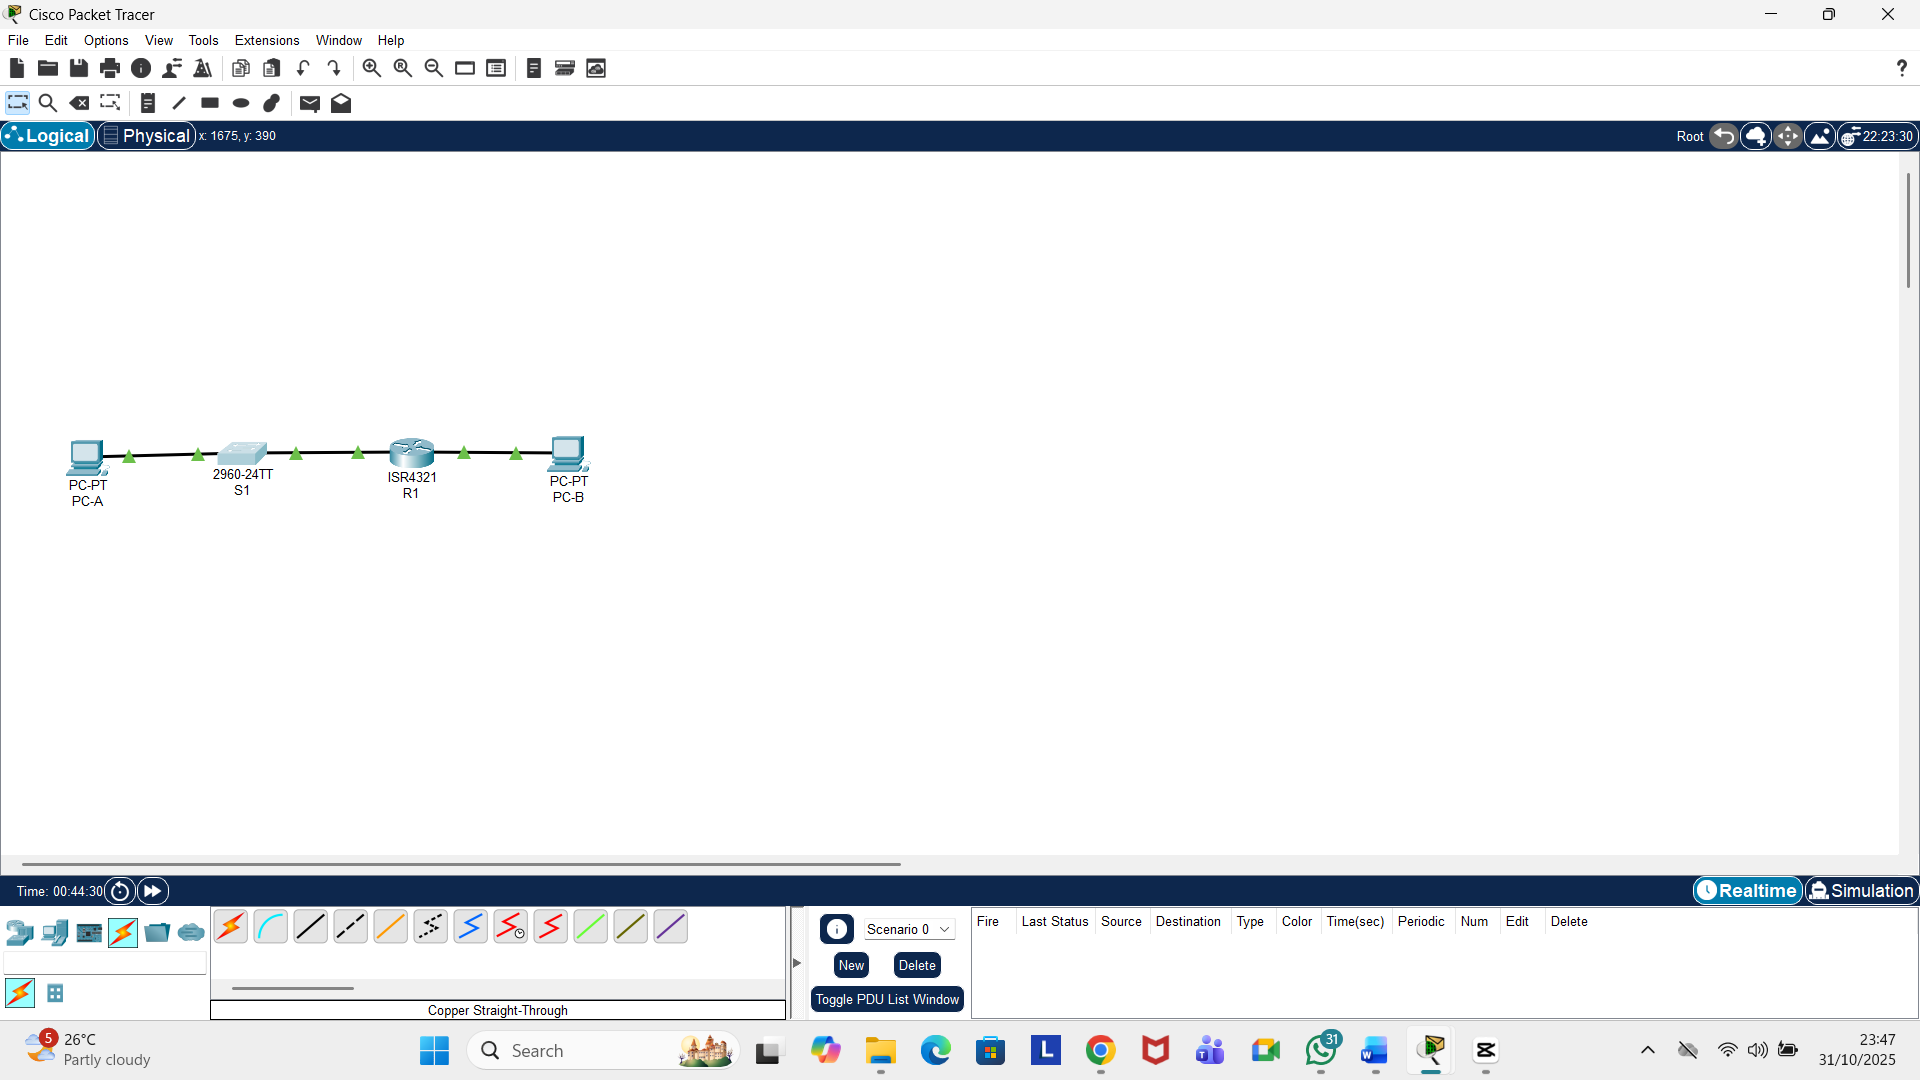 Cisco Packet Tracer
File Edit Options View Tools Extensions Window Help
?
Logical Physical x: 1675, y: 390 Root 22:23:30
PC-PT
PC-A
2960-24TT
S1
ISR4321
R1
PC-PT
PC-B
Time: 00:44:30 Realtime Simulation
Scenario 0
New Delete
Toggle PDU List Window
Fire Last Status Source Destination Type Color Time(sec) Periodic Num Edit Delete
Copper Straight-Through
5
26°C
Partly cloudy
Search
L
T
31
W
23:47
31/10/2025